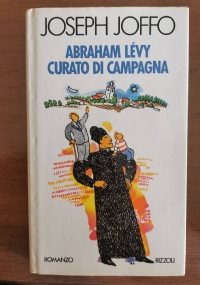 JOSEPH JOFFO
ABRAHAM LÉVY
CURATO DI CAMPAGNA
ROMANZO
RIZZOLI